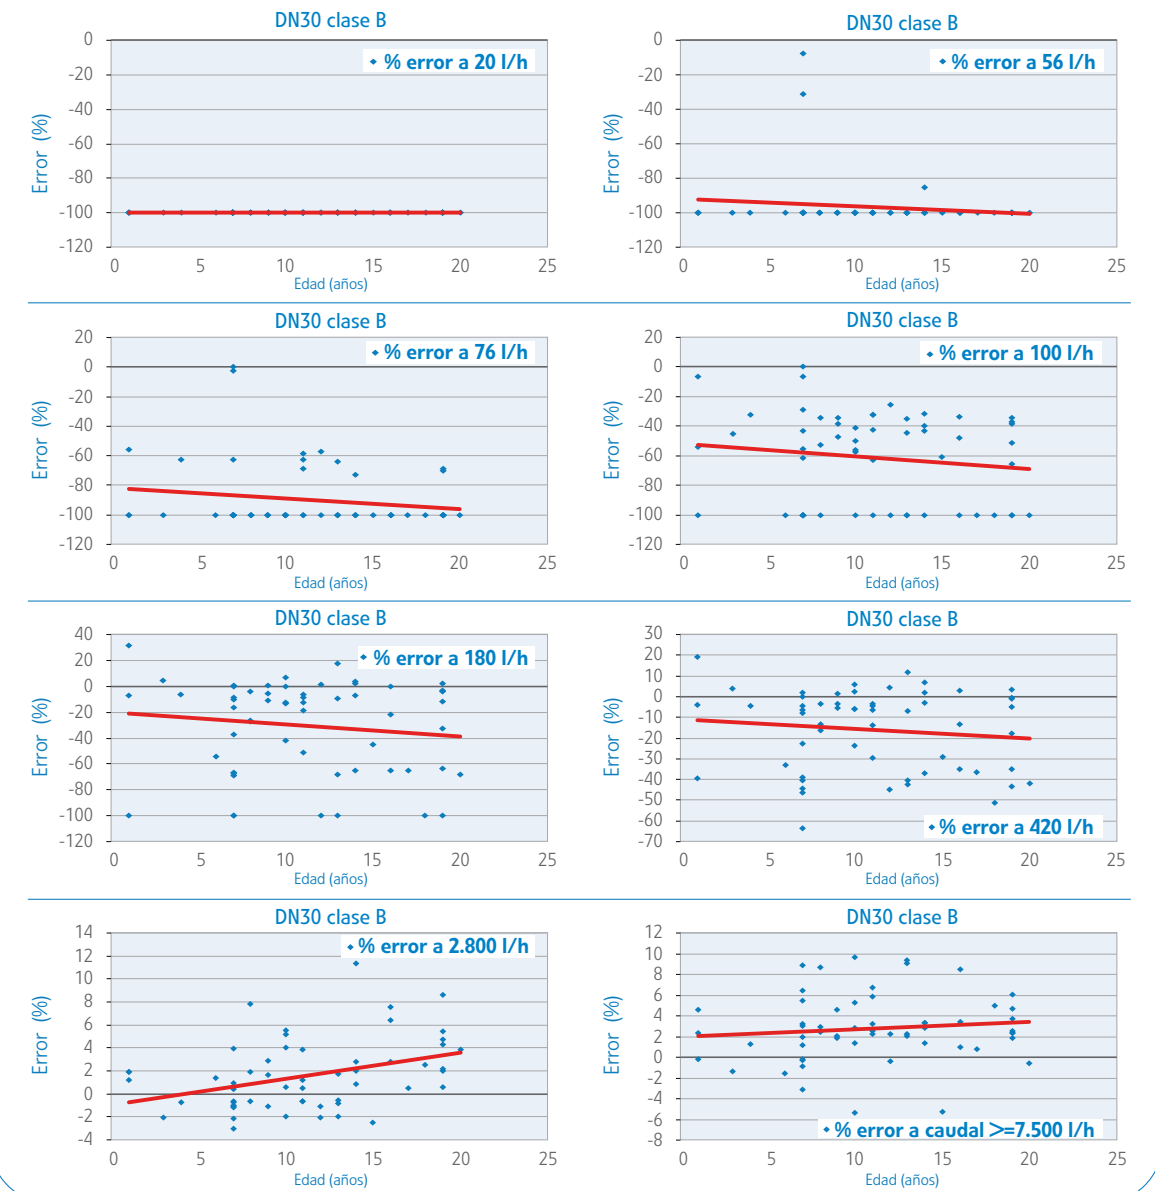 DN30 clase B
% error a 20 l/h
Error (%)
0
-20
-40
-60
-80
-100
-120
0 5 10 15 20 25
Edad (años)
DN30 clase B
% error a 56 l/h
Error (%)
0
-20
-40
-60
-80
-100
-120
0 5 10 15 20 25
Edad (años)
DN30 clase B
% error a 76 l/h
Error (%)
20
0
-20
-40
-60
-80
-100
-120
0 5 10 15 20 25
Edad (años)
DN30 clase B
% error a 100 l/h
Error (%)
20
0
-20
-40
-60
-80
-100
-120
0 5 10 15 20 25
Edad (años)
DN30 clase B
% error a 180 l/h
Error (%)
40
20
0
-20
-40
-60
-80
-100
-120
0 5 10 15 20 25
Edad (años)
DN30 clase B
% error a 420 l/h
Error (%)
30
20
10
0
-10
-20
-30
-40
-50
-60
-70
0 5 10 15 20 25
Edad (años)
DN30 clase B
% error a 2.800 l/h
Error (%)
14
12
10
8
6
4
2
0
-2
-4
0 5 10 15 20 25
Edad (años)
DN30 clase B
% error a caudal >=7.500 l/h
Error (%)
12
10
8
6
4
2
0
-2
-4
-6
-8
0 5 10 15 20 25
Edad (años)